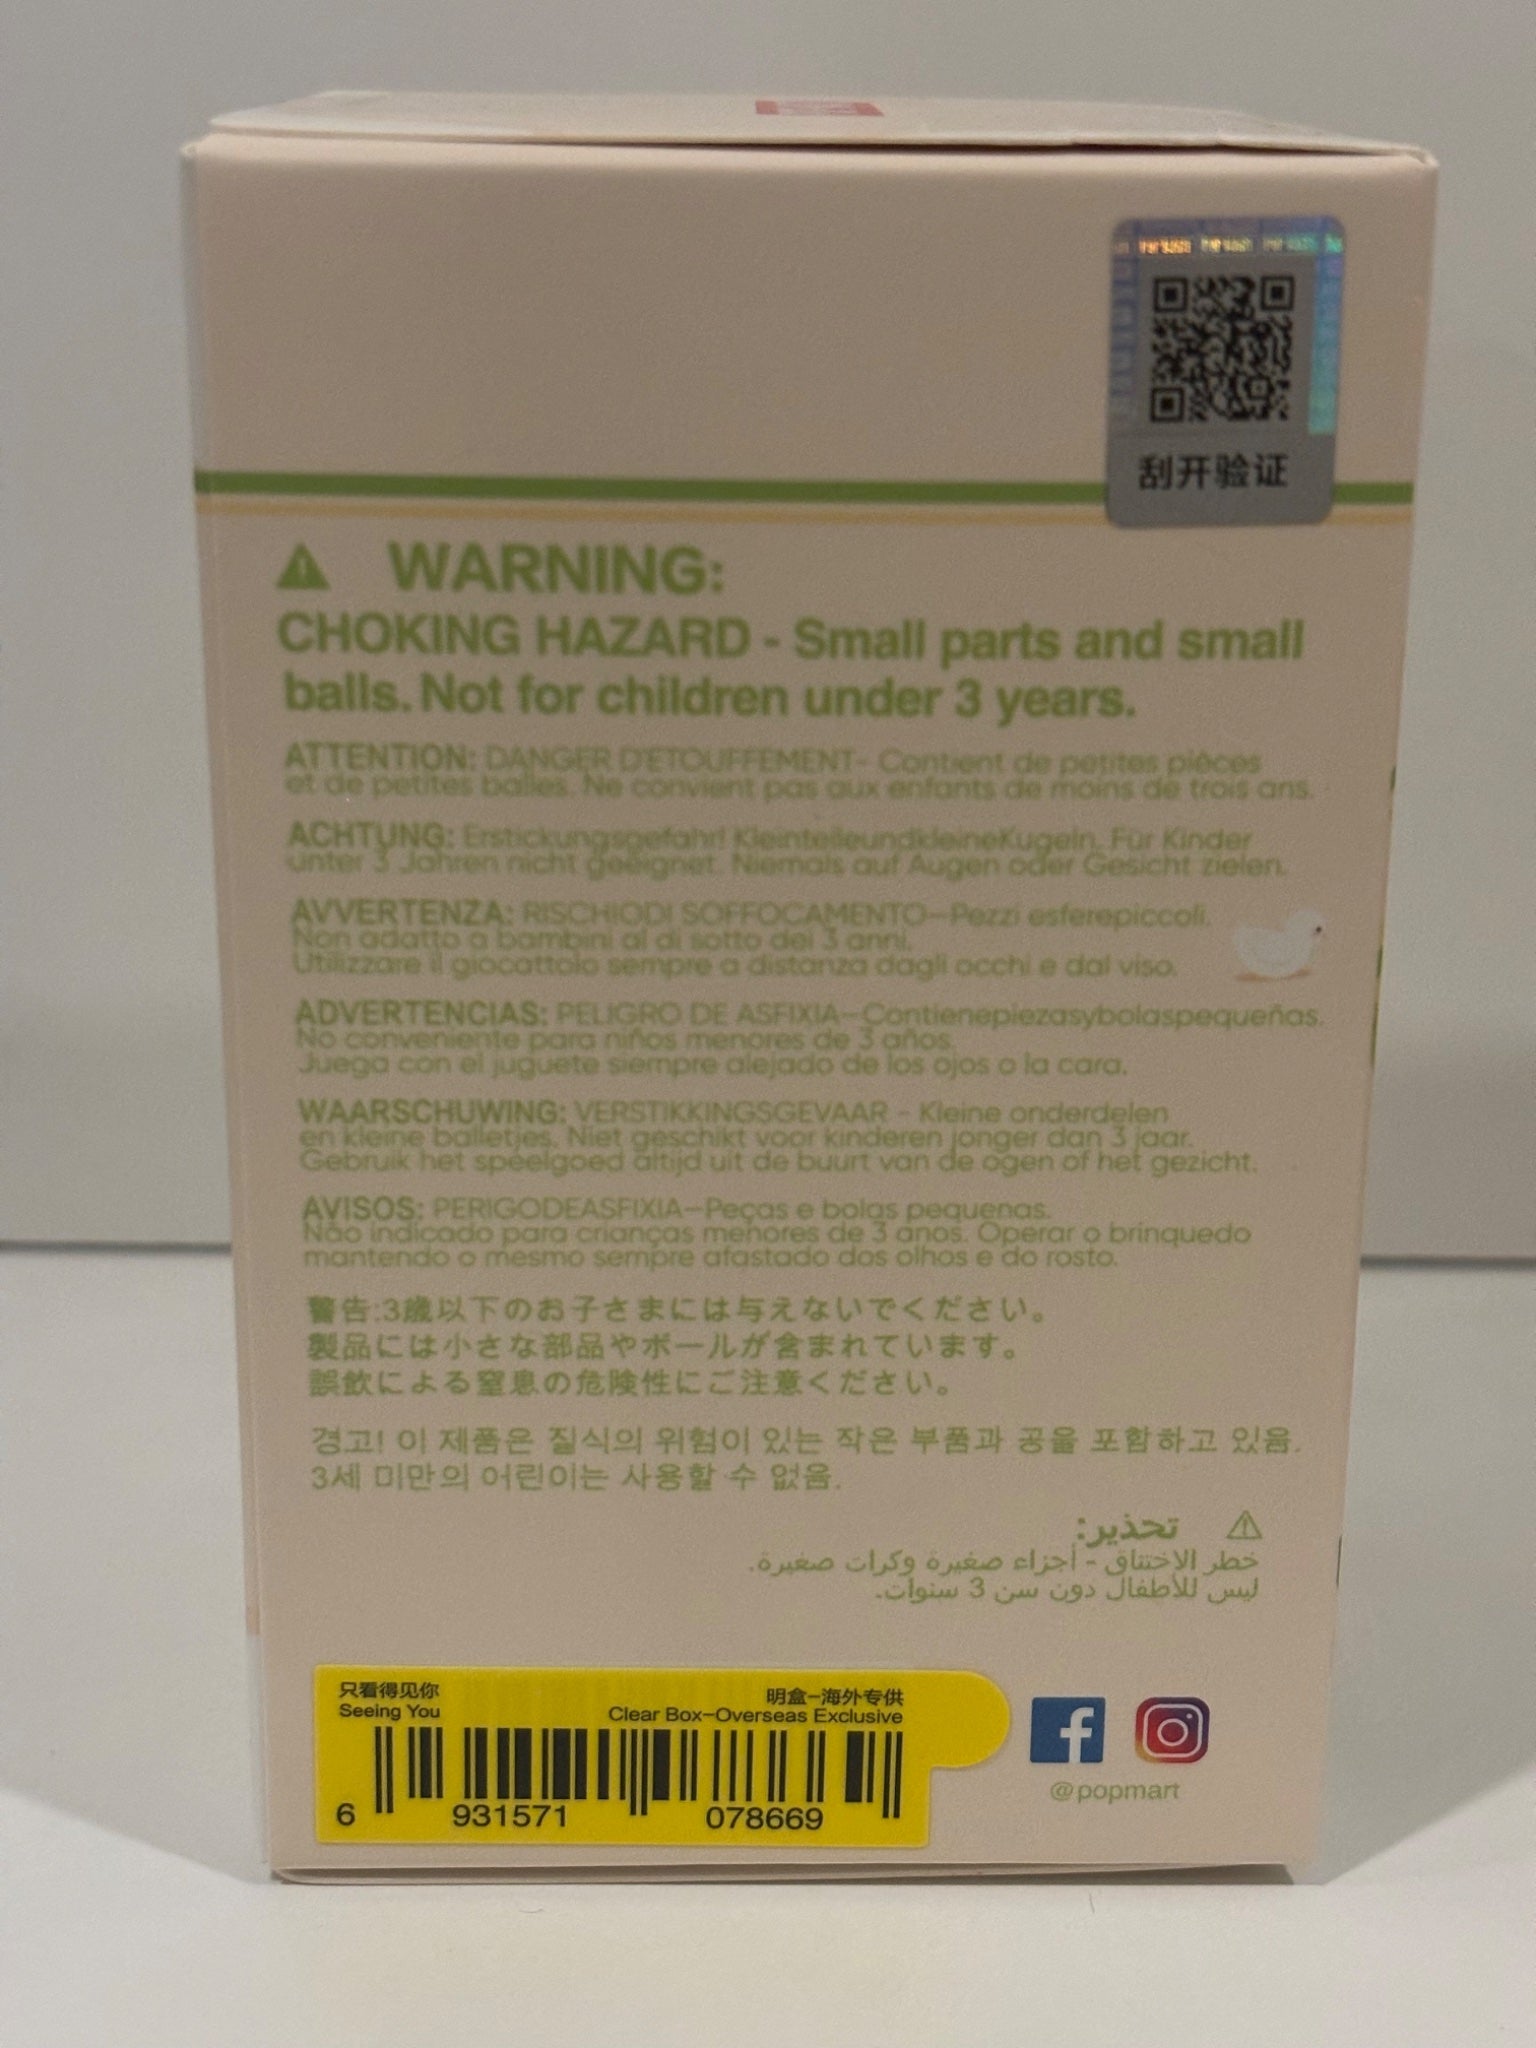 刮开验证
WARNING:
CHOKING HAZARD - Small parts and small
balls. Not for children under 3 years.
ATTENTION: DANGER D'ETOUFFEMENT- Contient de petites pièces
et de petites balles. Ne convient pas aux enfants de moins de trois ans.
ACHTUNG: Erstickungsgefahr! KleinteileundkleineKugeln. Für Kinder
unter 3 Jahren nicht geeignet. Niemals auf Augen oder Gesicht zielen.
AVVERTENZA: RISCHIODI SOFFOCAMENTO—Pezzi esferepiccoli.
Non adatto a bambini al di sotto dei 3 anni.
Utilizzare il giocattolo sempre a distanza dagli occhi e dal viso.
ADVERTENCIAS: PELIGRO DE ASFIXIA—Contienepiezasybolaspequeñas.
No conveniente para niños menores de 3 años.
Juega con el juguete siempre alejado de los ojos o la cara.
WAARSCHUWING: VERSTIKKINGSGEVAAR - Kleine onderdelen
en kleine balletjes. Niet geschikt voor kinderen jonger dan 3 jaar.
Gebruik het speelgoed altijd uit de buurt van de ogen of het gezicht.
AVISOS: PERIGODEASFIXIA—Peças e bolas pequenas.
Não indicado para crianças menores de 3 anos. Operar o brinquedo
mantendo o mesmo sempre afastado dos olhos e do rosto.
警告:3歳以下のお子さまには与えないでください。
製品には小さな部品やボールが含まれています。
誤飲による窒息の危険性にご注意ください。
경고! 이 제품은 질식의 위험이 있는 작은 부품과 공을 포함하고 있음.
3세 미만의 어린이는 사용할 수 없음.
تحذير:
خطر الاختناق - أجزاء صغيرة وكرات صغيرة.
ليس للأطفال دون سن 3 سنوات.
只看得见你
Seeing You
明盒–海外专供
Clear Box–Overseas Exclusive
6 931571 078669
@popmart